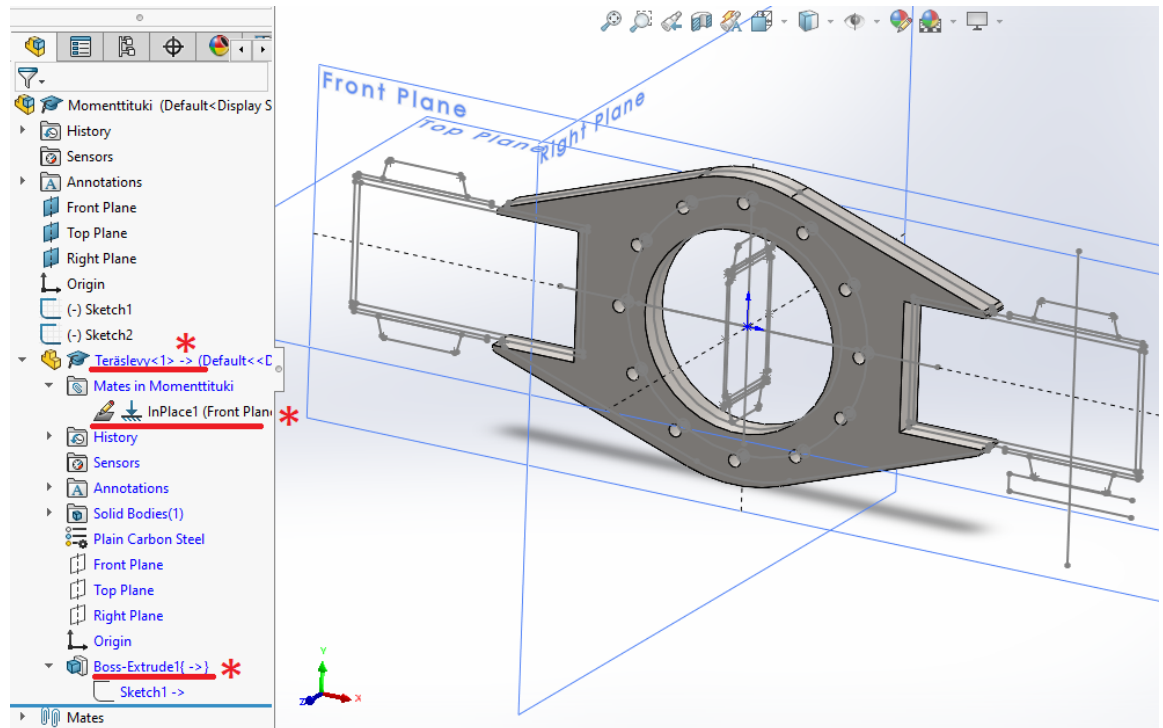 Momenttituki (Default<Display S
History
Sensors
Annotations
Front Plane
Top Plane
Right Plane
Origin
(-) Sketch1
(-) Sketch2
*
Teräslevy<1> -> (Default<<D
Mates in Momenttituki
InPlace1 (Front Plan
*
History
Sensors
Annotations
Solid Bodies(1)
Plain Carbon Steel
Front Plane
Top Plane
Right Plane
Origin
Boss-Extrude1{ ->}
*
Sketch1 ->
Mates
Front Plane
Top Plane
Right Plane
Y
X
Z